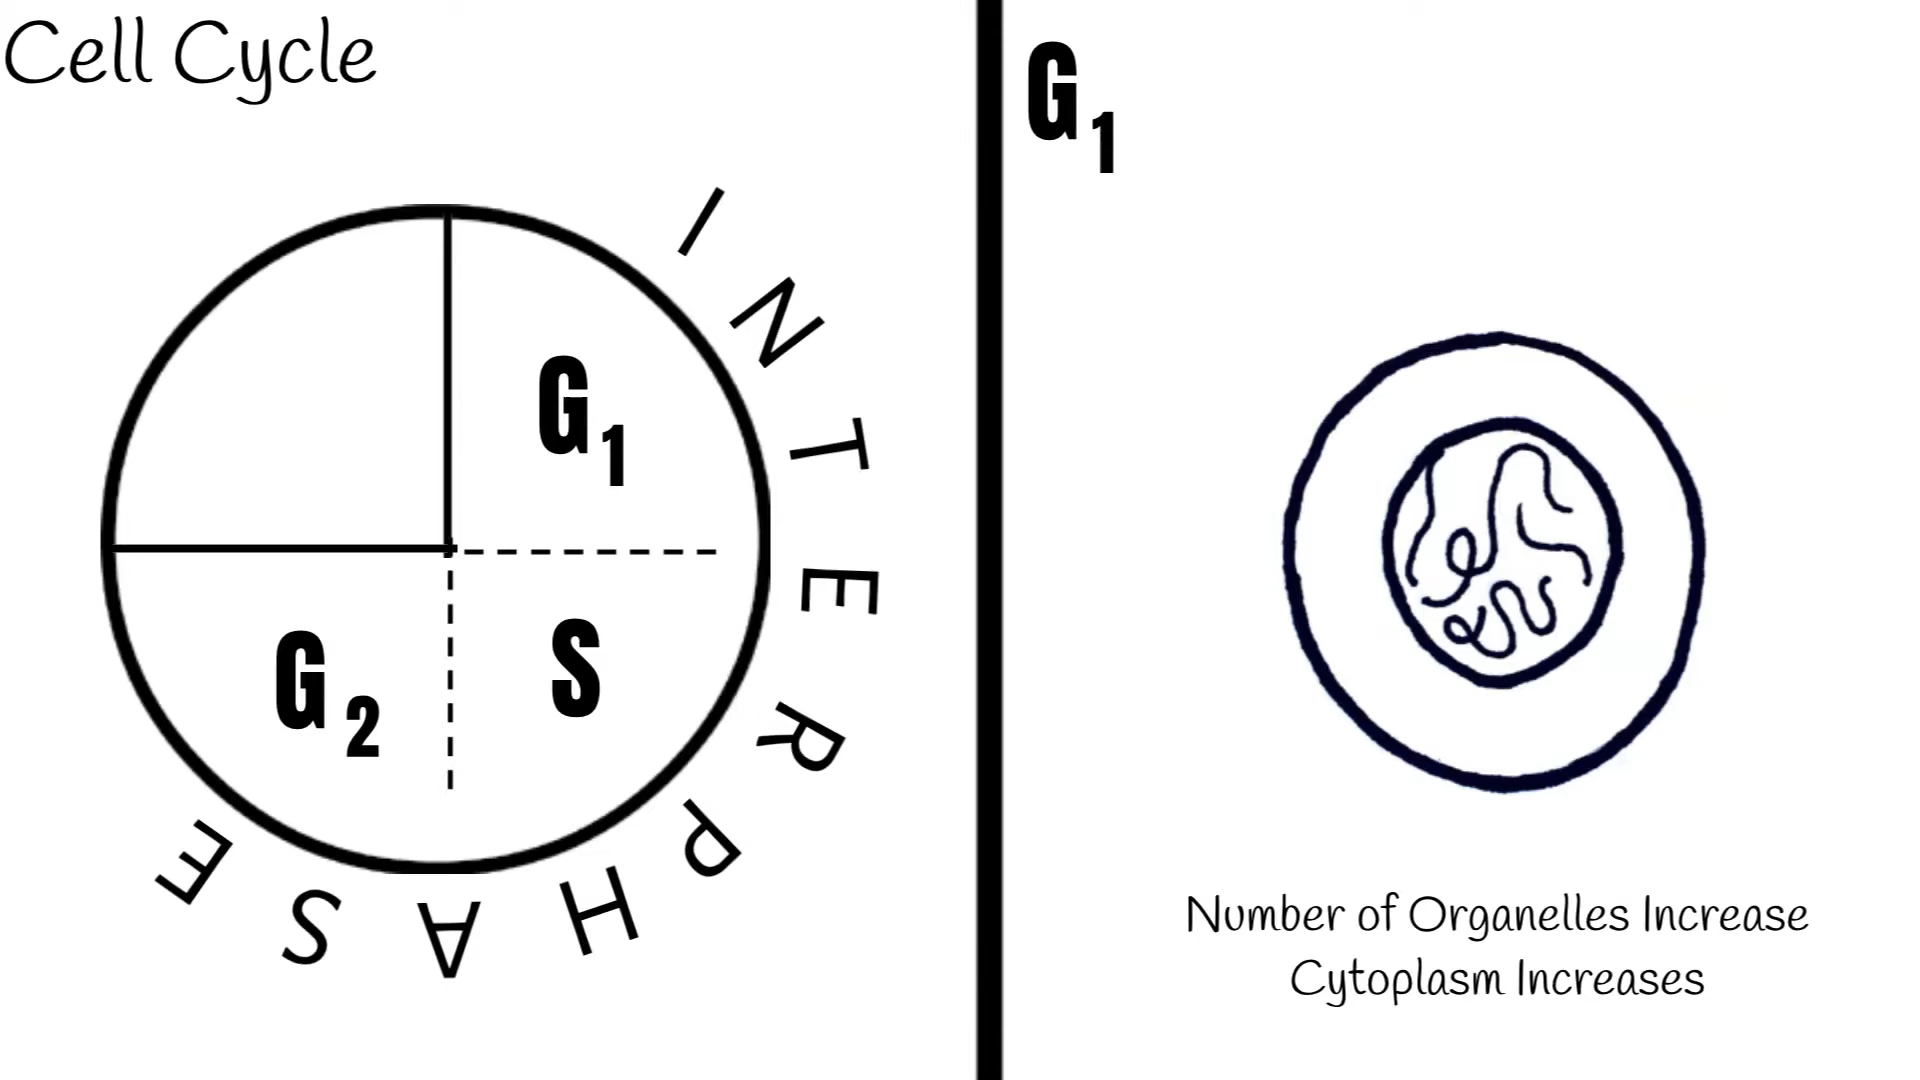 Cell Cycle
G1
S
G2
INTERPHASE
G1
Number of Organelles Increase
Cytoplasm Increases